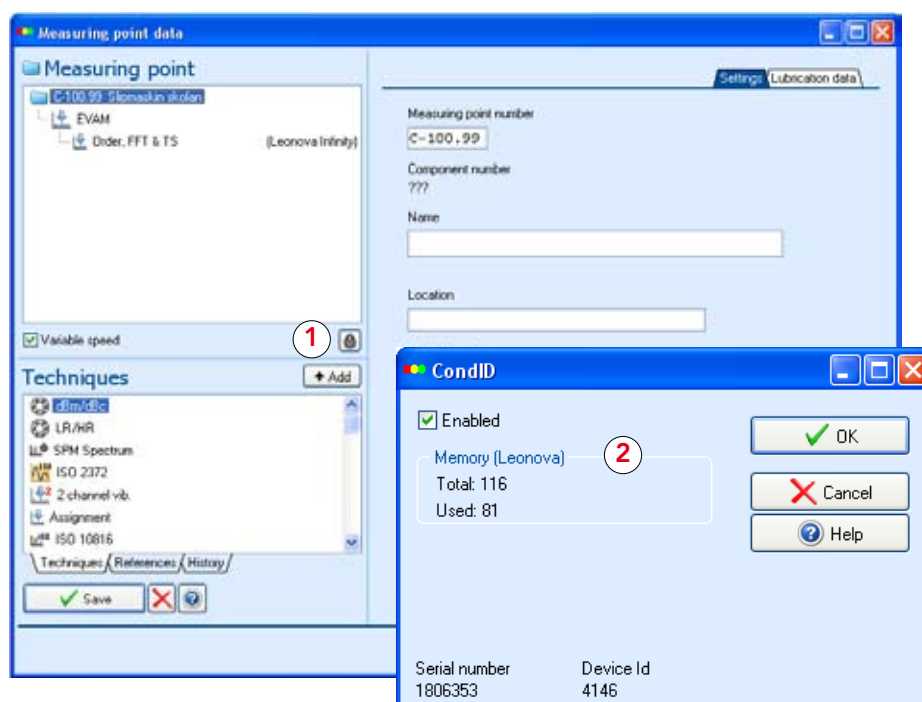 Measuring point data
Measuring point
C-100.99 Slipmaskin skolan
EVAM
Order, FFT & TS (Leonova Infinity)
Variable speed
1
Techniques
Add
dBm/dBc
LR/HR
SPM Spectrum
ISO 2372
2 channel vib.
Assignment
ISO 10816
Techniques References History
Save
Settings Lubrication data
Measuring point number
C-100.99
Component number
???
Name
Location
CondID
Enabled
Memory (Leonova)
2
Total: 116
Used: 81
OK
Cancel
Help
Serial number Device Id
1806353 4146